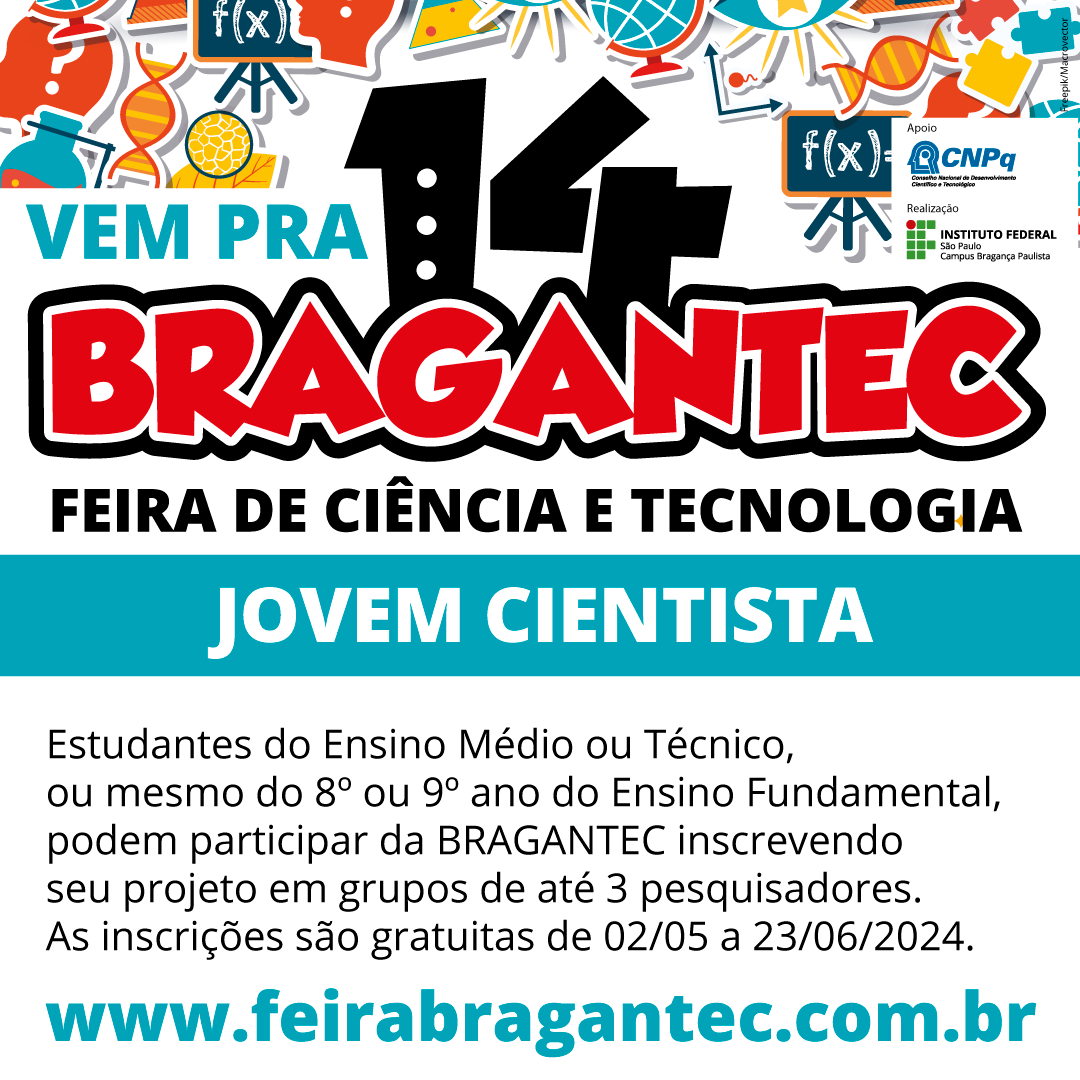 f(x)
Freepik/Macrovector
f(x)=
Apoio
CNPq
Conselho Nacional de Desenvolvimento
Científico e Tecnológico
Realização
INSTITUTO FEDERAL
São Paulo
Campus Bragança Paulista
14
VEM PRA
BRAGANTEC
FEIRA DE CIÊNCIA E TECNOLOGIA
JOVEM CIENTISTA
Estudantes do Ensino Médio ou Técnico,
ou mesmo do 8º ou 9º ano do Ensino Fundamental,
podem participar da BRAGANTEC inscrevendo
seu projeto em grupos de até 3 pesquisadores.
As inscrições são gratuitas de 02/05 a 23/06/2024.
www.feirabragantec.com.br